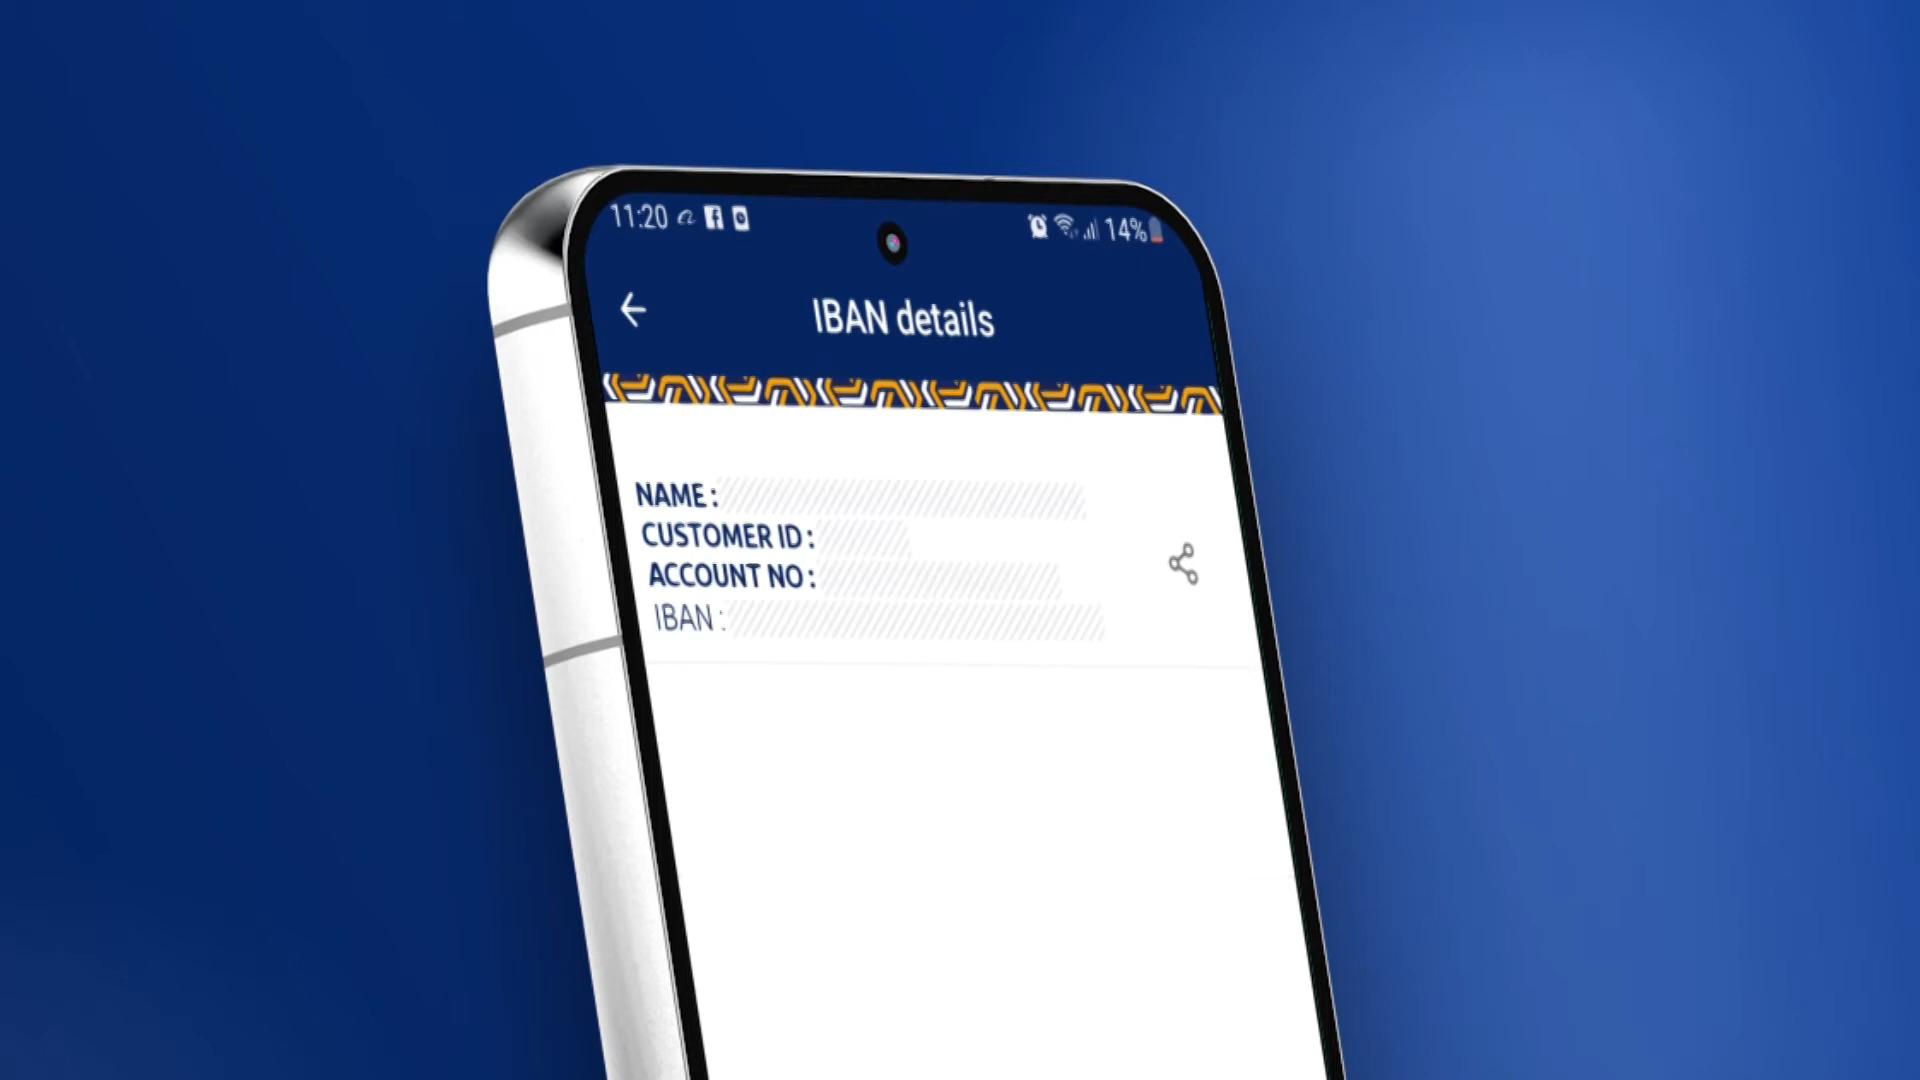 11:20
14%
IBAN details
NAME :
CUSTOMER ID :
ACCOUNT NO :
IBAN :